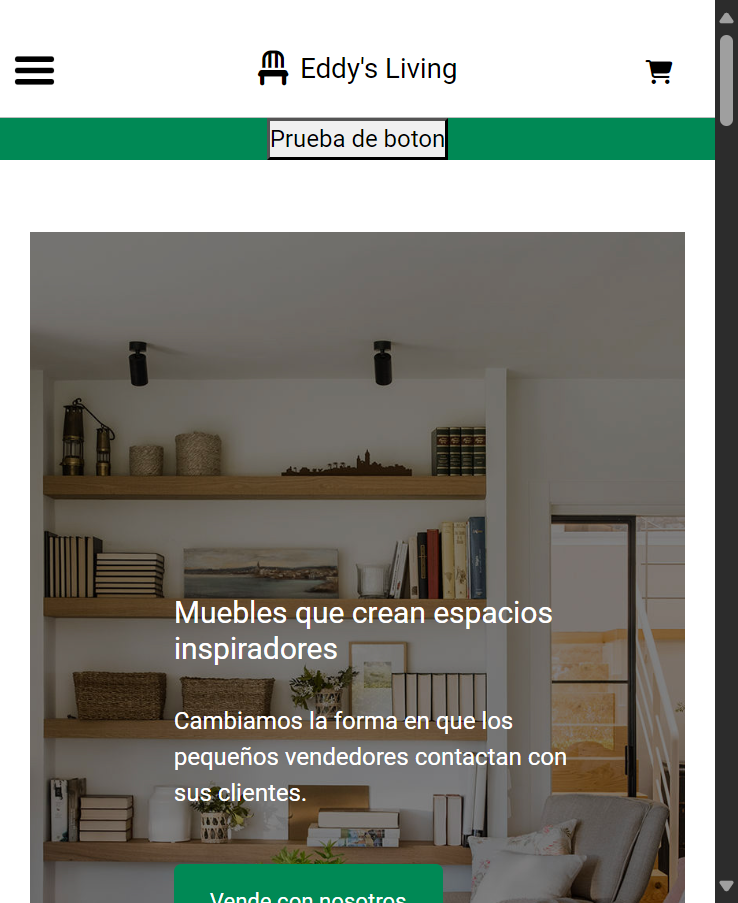 Eddy's Living
Prueba de boton
Muebles que crean espacios
inspiradores
Cambiamos la forma en que los
pequeños vendedores contactan con
sus clientes.
Vende con nosotros